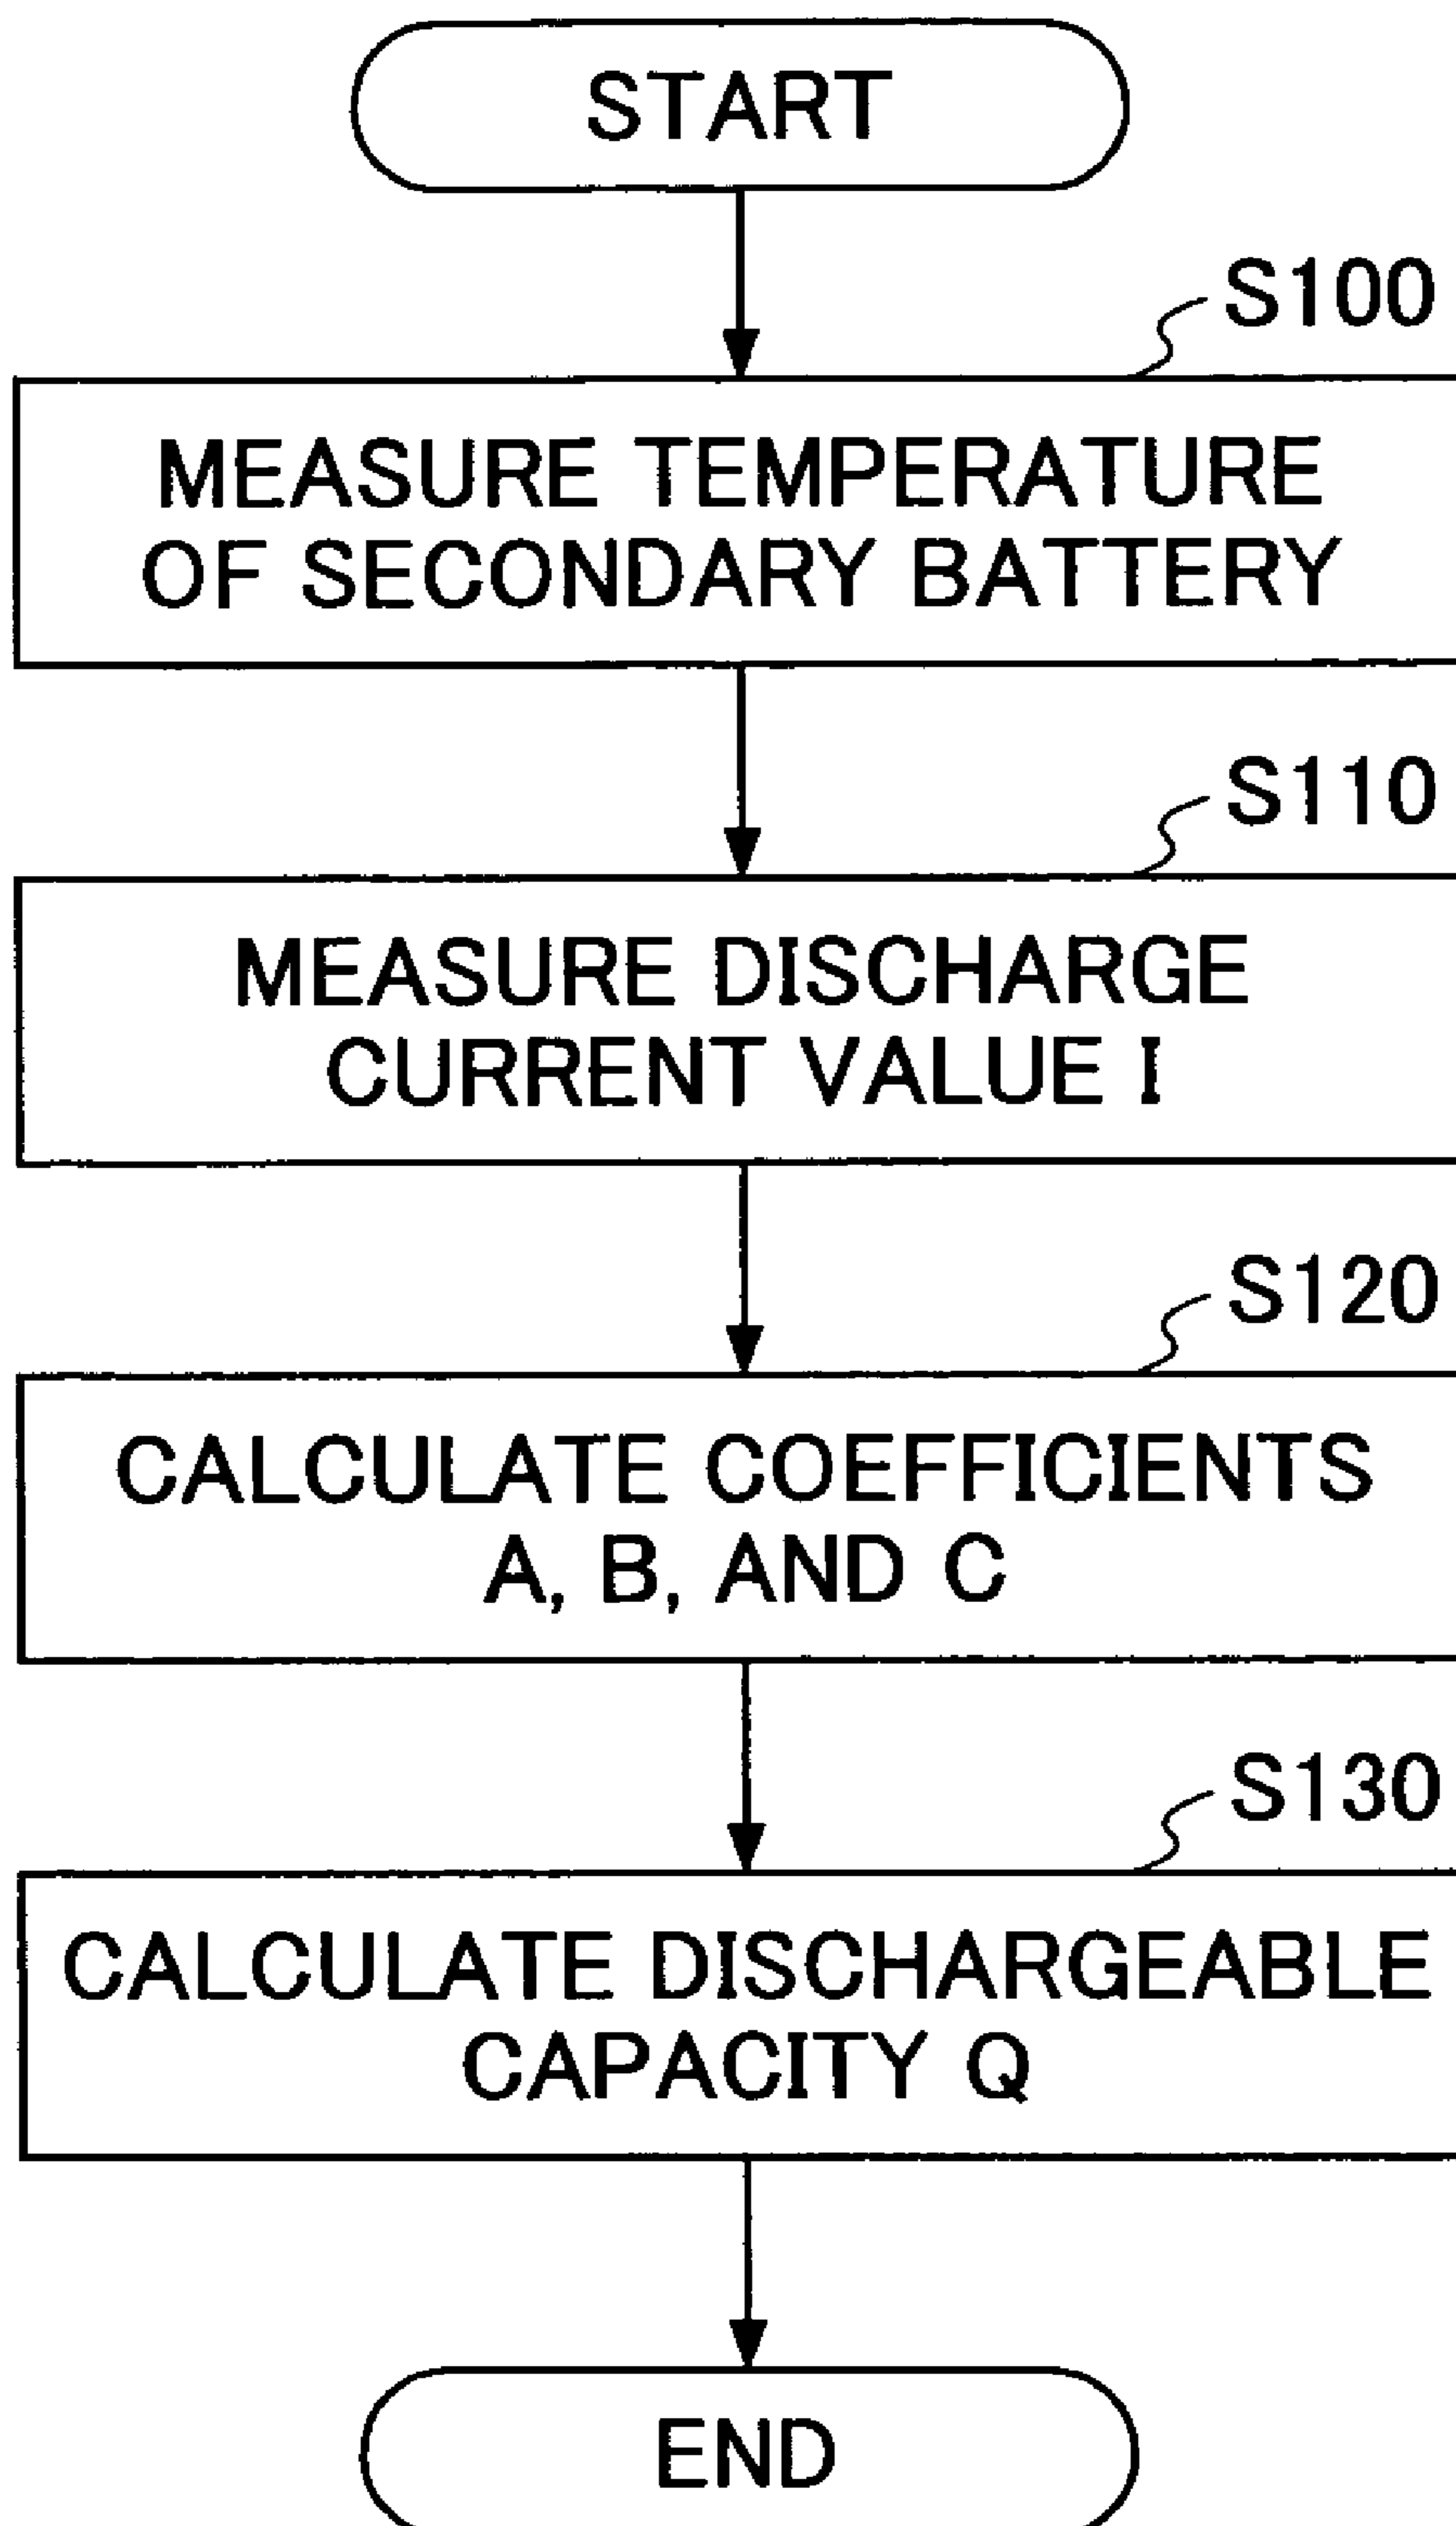 START
S100
MEASURE TEMPERATURE
OF SECONDARY BATTERY
S110
MEASURE DISCHARGE
CURRENT VALUE I
S120
CALCULATE COEFFICIENTS
A, B, AND C
S130
CALCULATE DISCHARGEABLE
CAPACITY Q
END